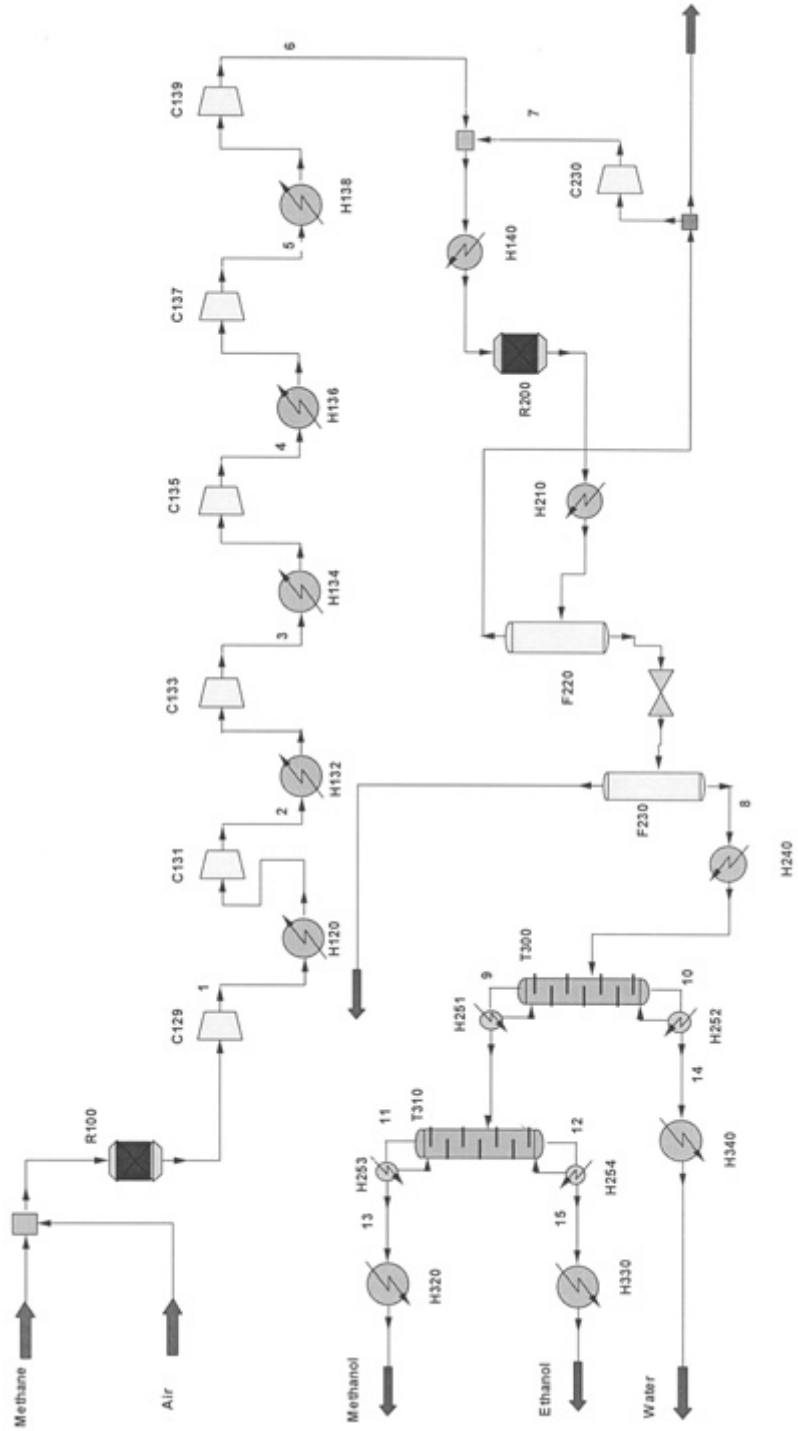 Methane
Air
R100
C129
1
H120
C131
2
H132
C133
3
H134
C135
4
H136
C137
5
H138
C139
6
7
C230
H140
R200
H210
F220
F230
8
H240
T300
9
10
H251
H252
14
H340
Water
T310
11
12
H253
H254
13
15
H320
H330
Methanol
Ethanol